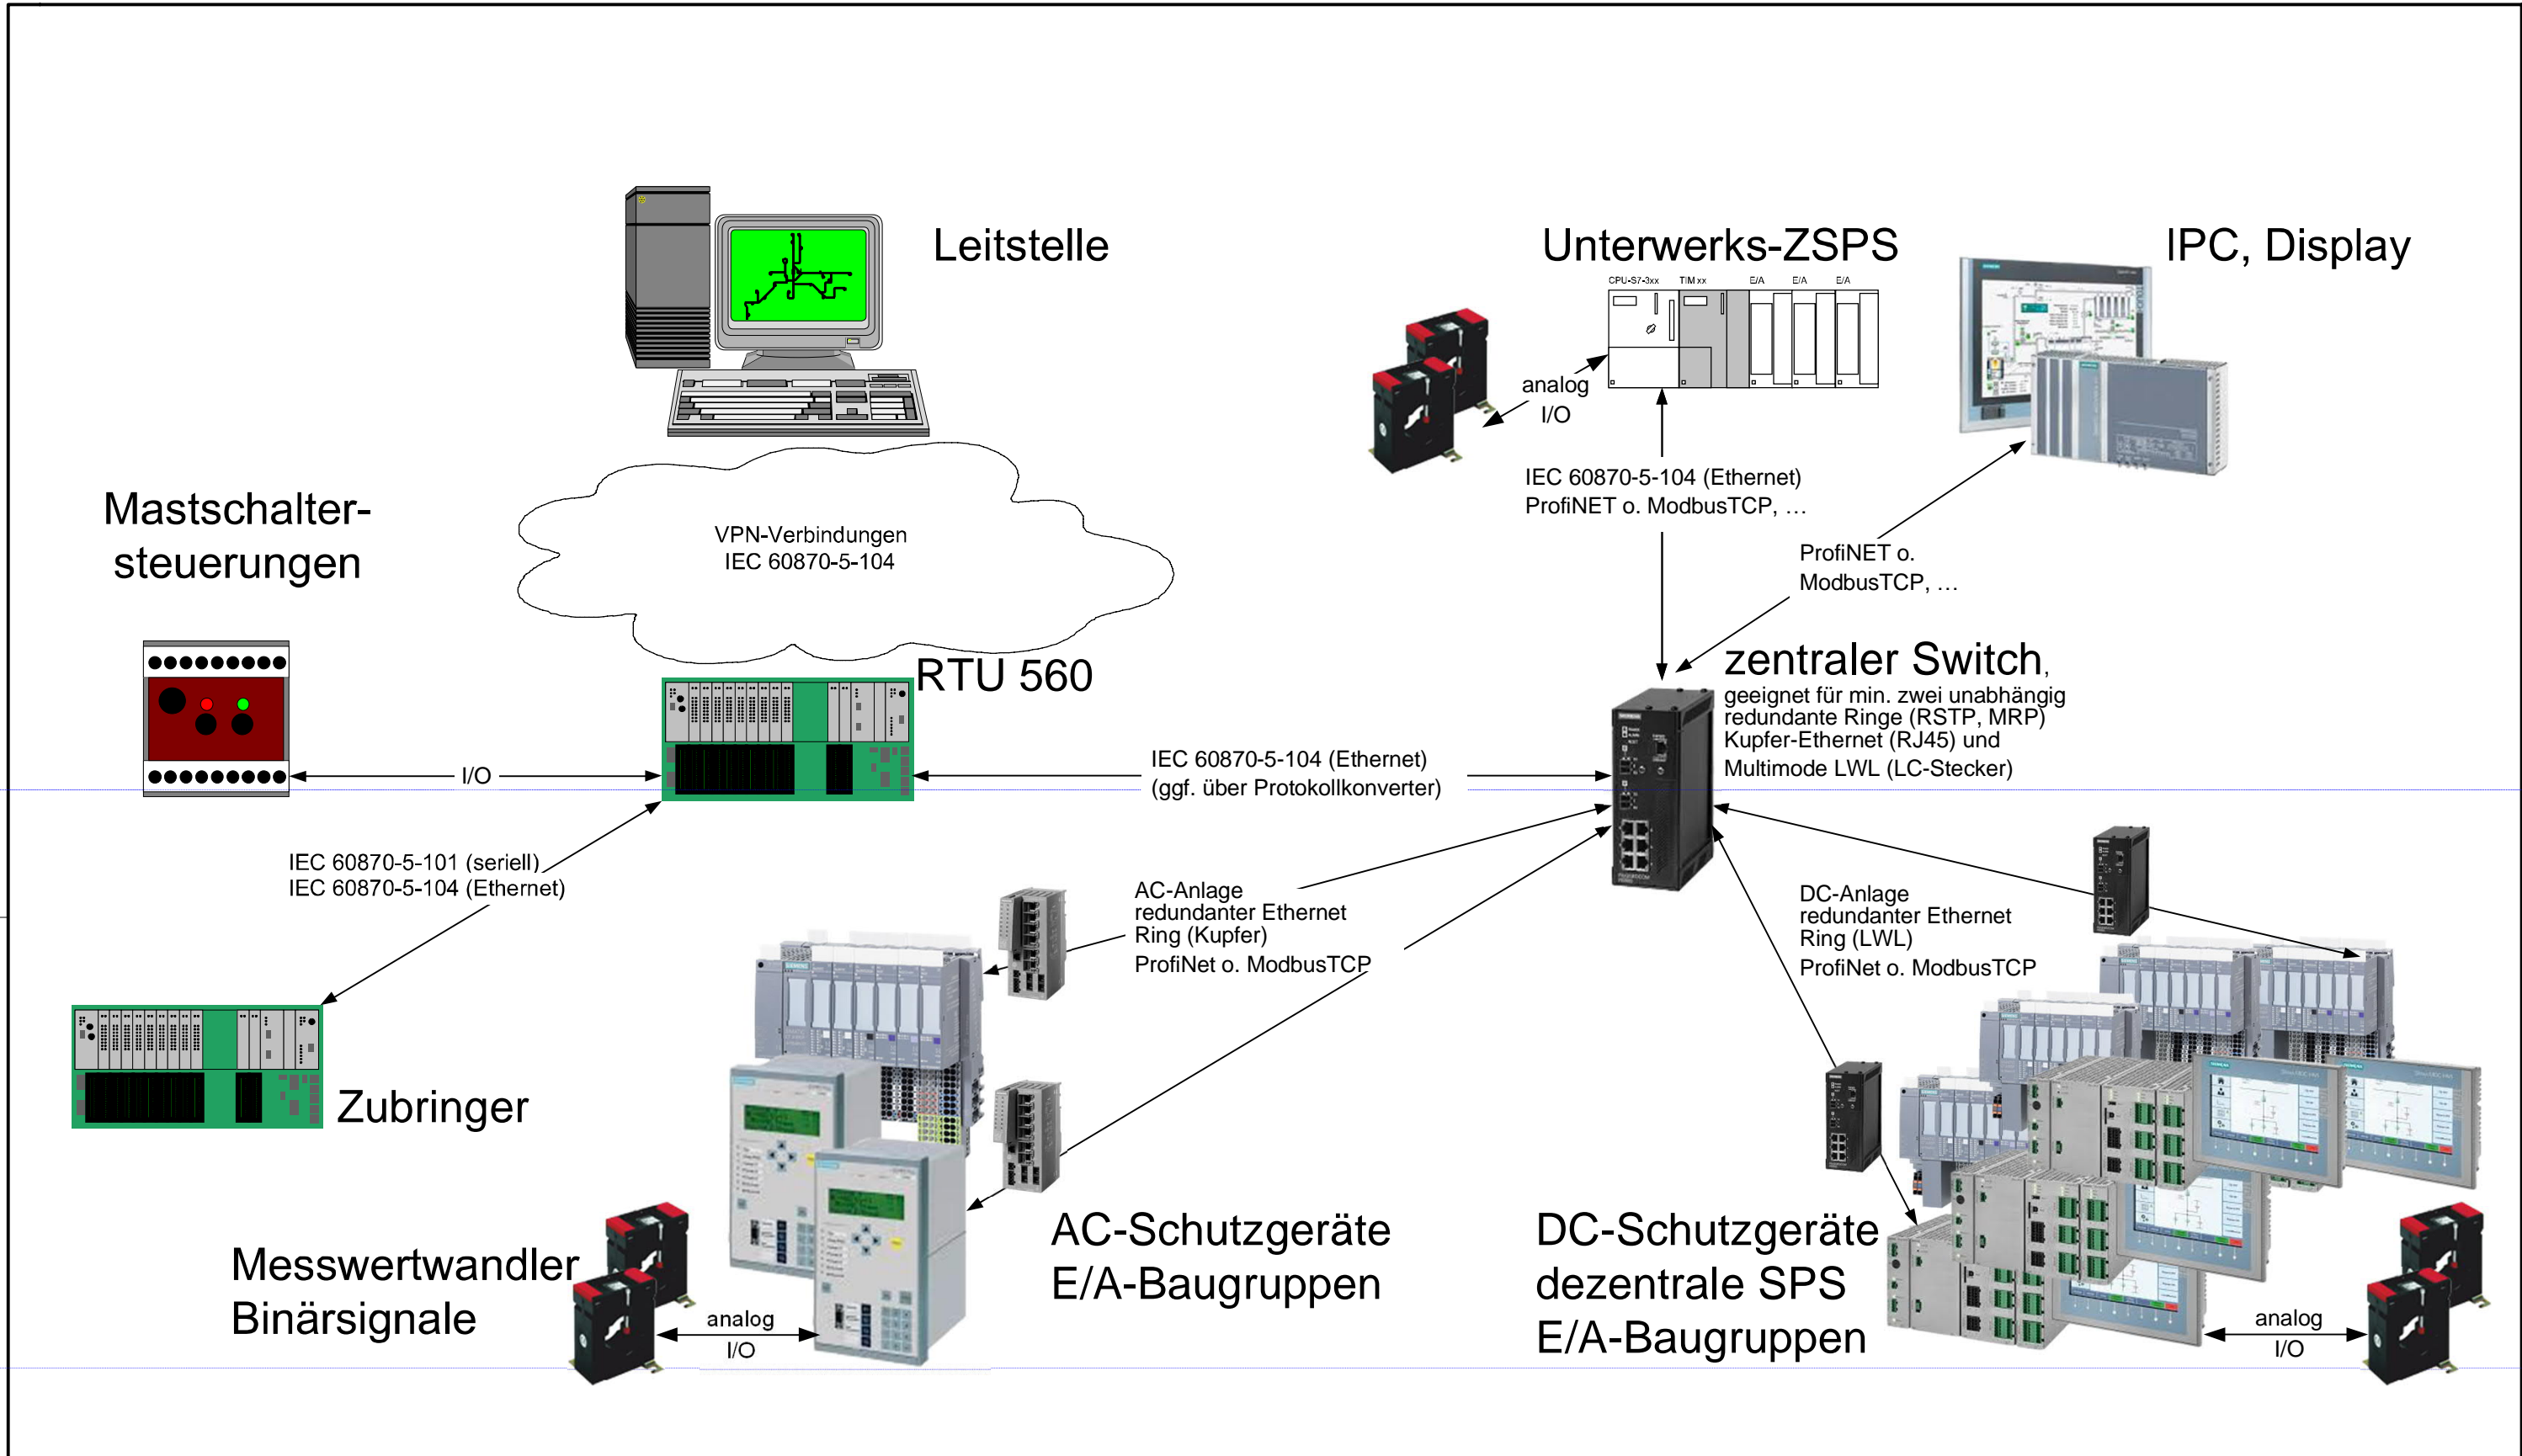 Leitstelle
Unterwerks-ZSPS
IPC, Display
CPU-S7-3xx
TIM xx
E/A
E/A
E/A
analog
I/O
IEC 60870-5-104 (Ethernet)
ProfiNET o. ModbusTCP, …
Mastschalter-
steuerungen
VPN-Verbindungen
IEC 60870-5-104
ProfiNET o.
ModbusTCP, …
RTU 560
zentraler Switch,
geeignet für min. zwei unabhängig
redundante Ringe (RSTP, MRP)
Kupfer-Ethernet (RJ45) und
Multimode LWL (LC-Stecker)
I/O
IEC 60870-5-104 (Ethernet)
(ggf. über Protokollkonverter)
IEC 60870-5-101 (seriell)
IEC 60870-5-104 (Ethernet)
AC-Anlage
redundanter Ethernet
Ring (Kupfer)
ProfiNet o. ModbusTCP
DC-Anlage
redundanter Ethernet
Ring (LWL)
ProfiNet o. ModbusTCP
Zubringer
Messwertwandler
Binärsignale
analog
I/O
AC-Schutzgeräte
E/A-Baugruppen
DC-Schutzgeräte
dezentrale SPS
E/A-Baugruppen
analog
I/O